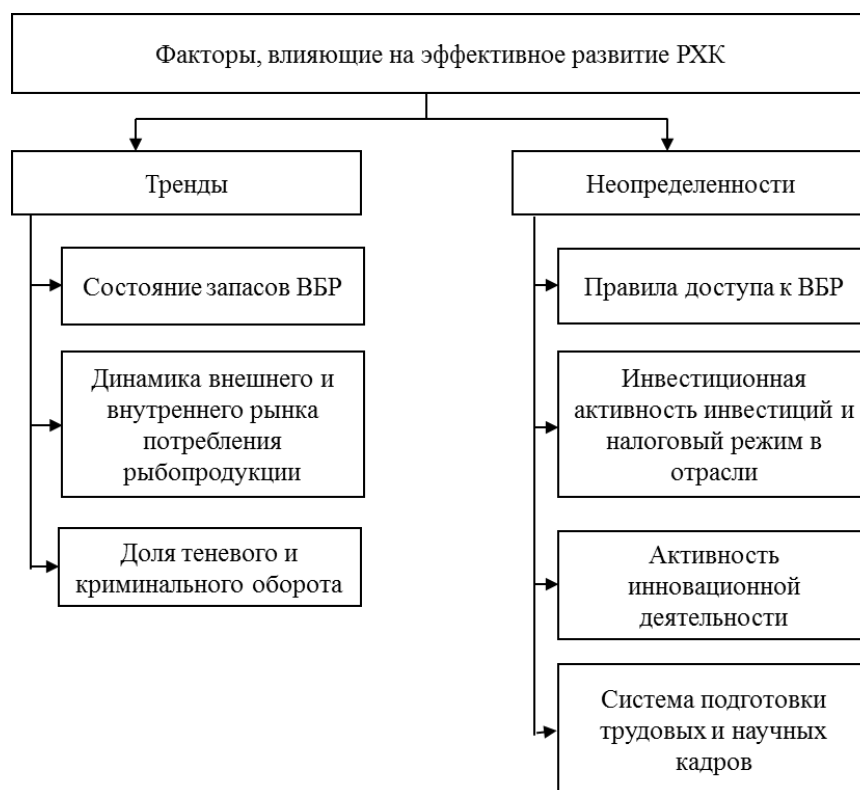 Факторы, влияющие на эффективное развитие РХК
Тренды
Состояние запасов ВБР
Динамика внешнего и
внутреннего рынка
потребления
рыбопродукции
Доля теневого и
криминального оборота
Неопределенности
Правила доступа к ВБР
Инвестиционная
активность инвестиций и
налоговый режим в
отрасли
Активность
инновационной
деятельности
Система подготовки
трудовых и научных
кадров